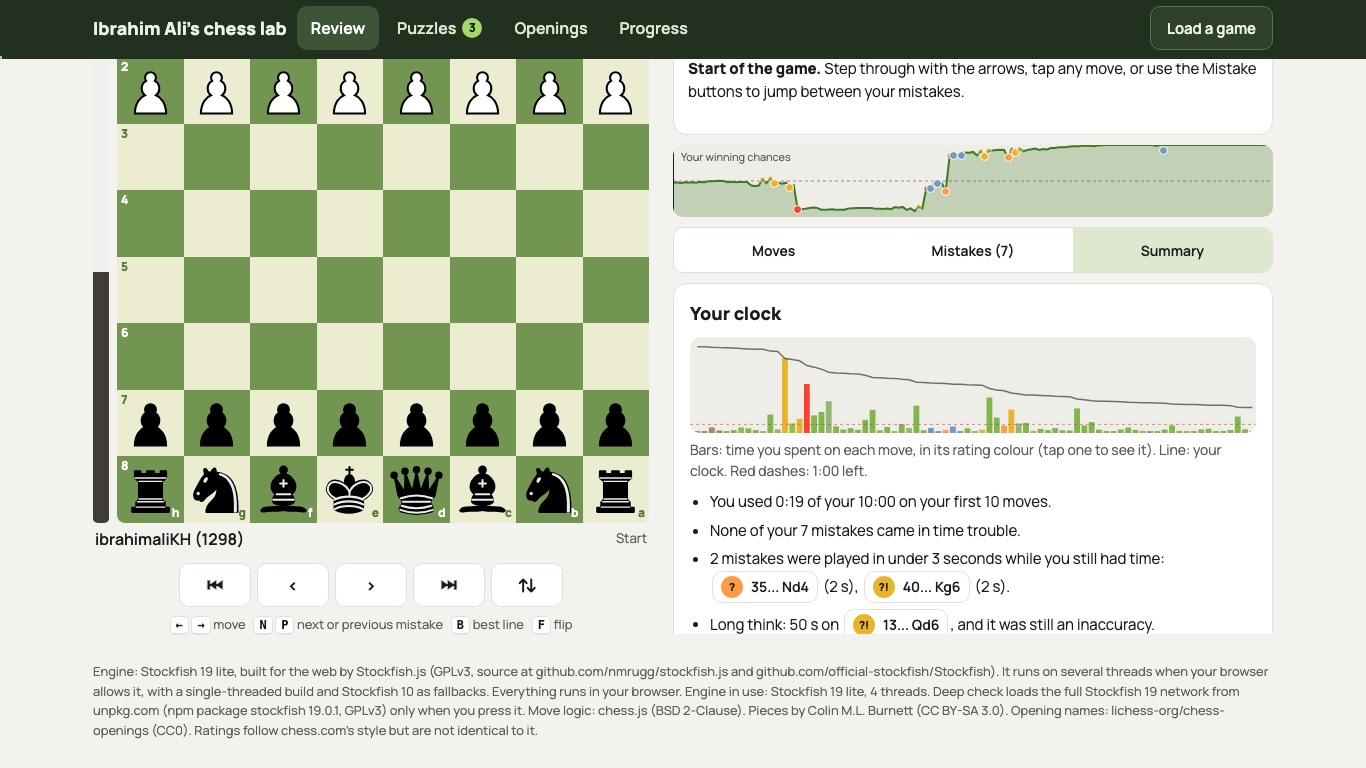 Ibrahim Ali's chess lab
Review
Puzzles 3
Openings
Progress
Load a game
2
3
4
5
6
7
8
h g f e d c b a
ibrahimaliKH (1298)
Start
← → move N P next or previous mistake B best line F flip
Start of the game. Step through with the arrows, tap any move, or use the Mistake
buttons to jump between your mistakes.
Your winning chances
Moves
Mistakes (7)
Summary
Your clock
Bars: time you spent on each move, in its rating colour (tap one to see it). Line: your
clock. Red dashes: 1:00 left.
• You used 0:19 of your 10:00 on your first 10 moves.
• None of your 7 mistakes came in time trouble.
• 2 mistakes were played in under 3 seconds while you still had time:
? 35... Nd4 (2 s), ?! 40... Kg6 (2 s).
• Long think: 50 s on ?! 13... Qd6 , and it was still an inaccuracy.
Engine: Stockfish 19 lite, built for the web by Stockfish.js (GPLv3, source at github.com/nmrugg/stockfish.js and github.com/official-stockfish/Stockfish). It runs on several threads when your browser
allows it, with a single-threaded build and Stockfish 10 as fallbacks. Everything runs in your browser. Engine in use: Stockfish 19 lite, 4 threads. Deep check loads the full Stockfish 19 network from
unpkg.com (npm package stockfish 19.0.1, GPLv3) only when you press it. Move logic: chess.js (BSD 2-Clause). Pieces by Colin M.L. Burnett (CC BY-SA 3.0). Opening names: lichess-org/chess-
openings (CC0). Ratings follow chess.com's style but are not identical to it.